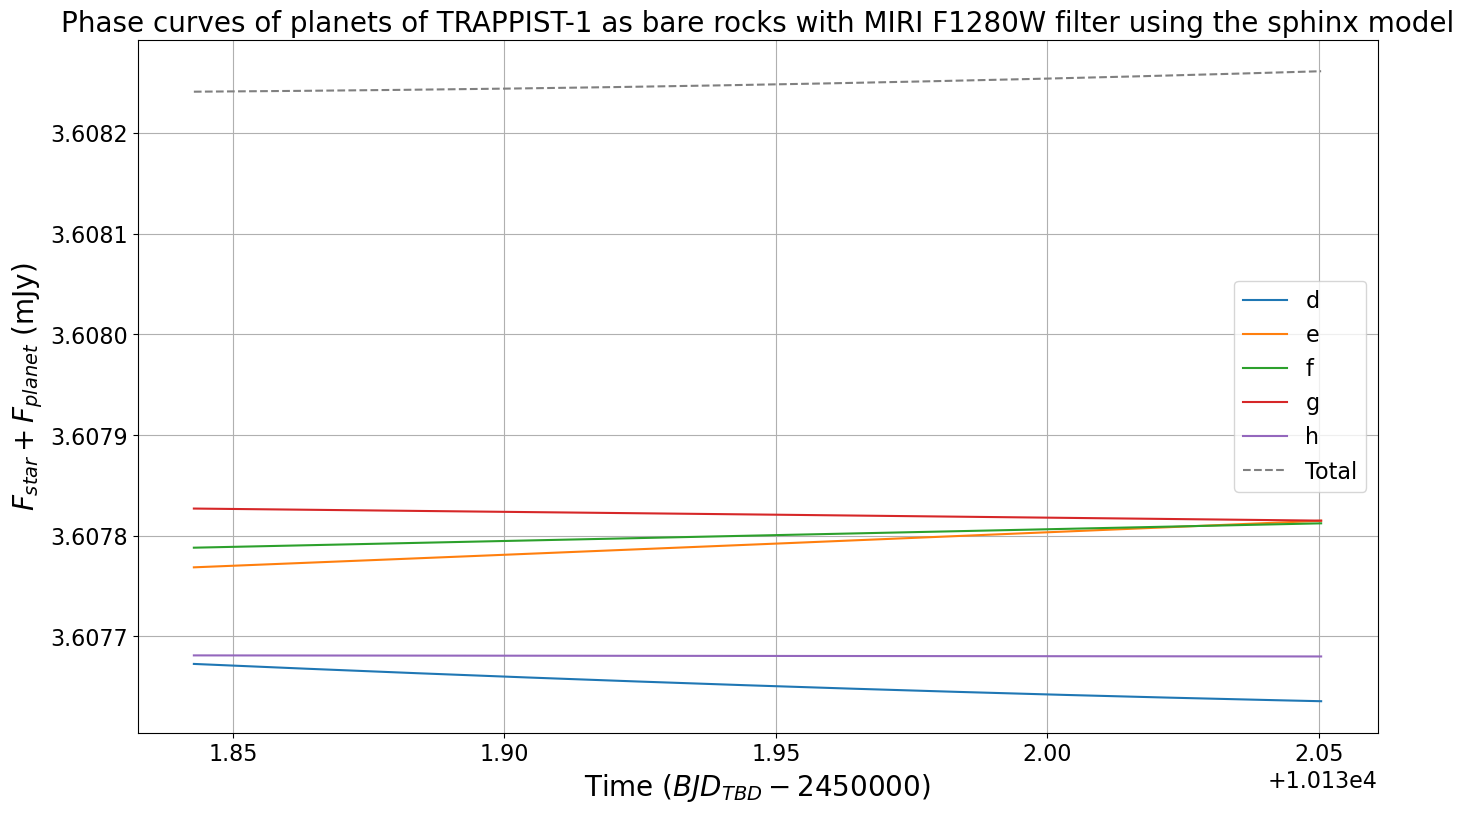 Phase curves of planets of TRAPPIST-1 as bare rocks with MIRI F1280W filter using the sphinx model
F_star + F_planet (mJy)
3.6082
3.6081
3.6080
3.6079
3.6078
3.6077
d
e
f
g
h
Total
1.85 1.90 1.95 2.00 2.05
+1.013e4
Time (BJD_TBD − 2450000)